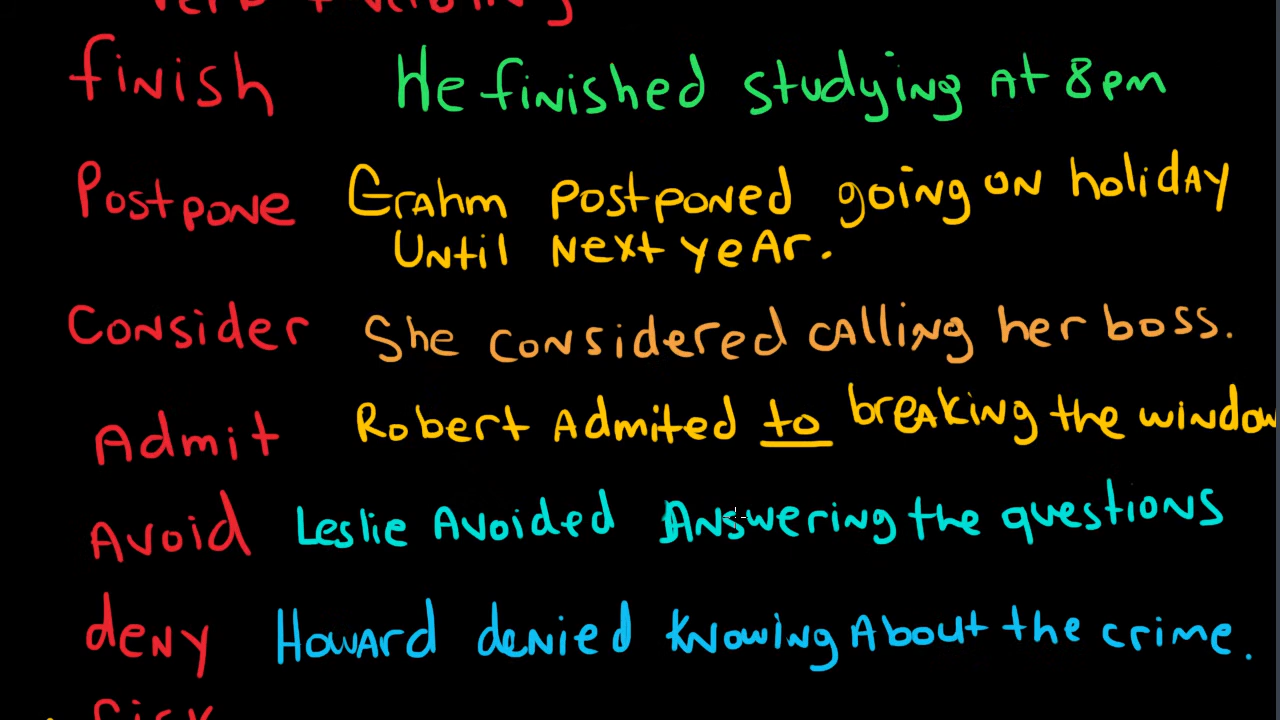 verb + verbing
finish He finished studying At 8pm
Postpone Grahm postponed going on holiday
Until next year.
Consider She considered calling her boss.
Admit Robert Admited to breaking the window
Avoid Leslie Avoided Answering the questions
deny Howard denied knowing About the crime.